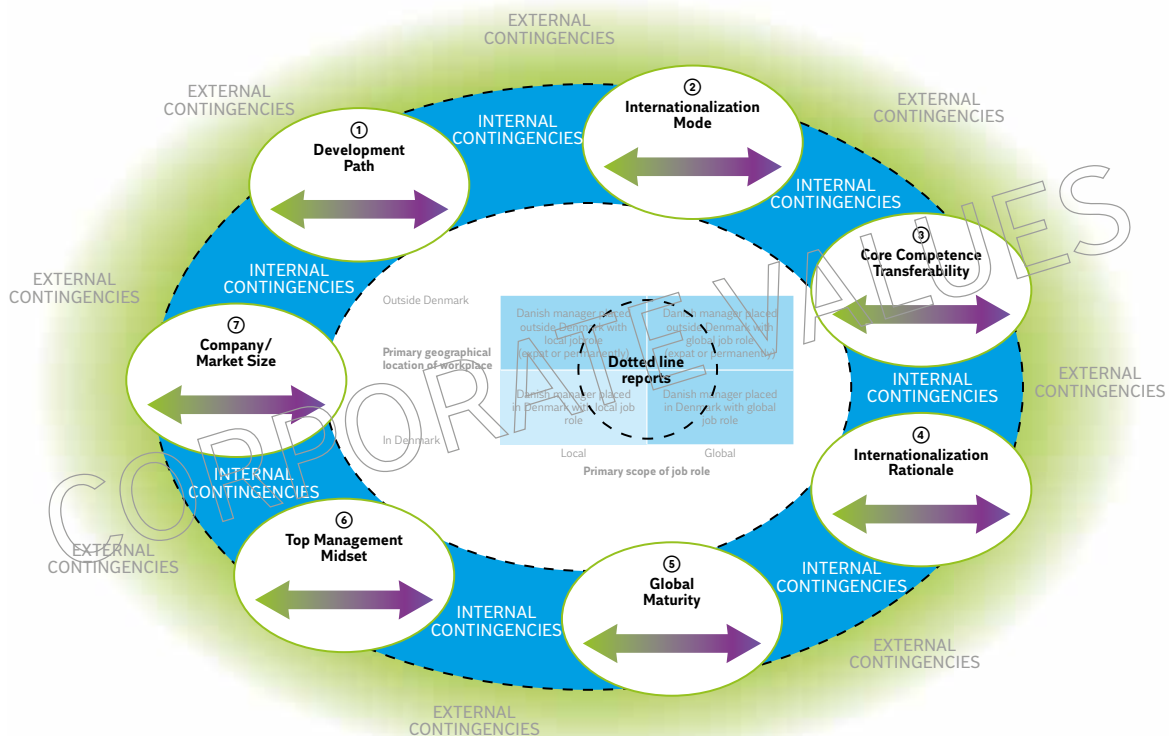 EXTERNAL
CONTINGENCIES
EXTERNAL
CONTINGENCIES
EXTERNAL
CONTINGENCIES
①
Development
Path
INTERNAL
CONTINGENCIES
②
Internationalization
Mode
INTERNAL
CONTINGENCIES
③
Core Competence
Transferability
EXTERNAL
CONTINGENCIES
INTERNAL
CONTINGENCIES
⑦
Company/
Market Size
Outside Denmark
Primary geographical
location of workplace
In Denmark
Danish manager placed
outside Denmark with
local job role
(expat or permanently)
Danish manager placed
outside Denmark with
global job role
(expat or permanently)
Dotted line
reports
Danish manager placed
in Denmark with local job
role
Danish manager placed
in Denmark with global
job role
Local
Global
Primary scope of job role
INTERNAL
CONTINGENCIES
EXTERNAL
CONTINGENCIES
④
Internationalization
Rationale
INTERNAL
CONTINGENCIES
⑥
Top Management
Midset
EXTERNAL
CONTINGENCIES
INTERNAL
CONTINGENCIES
⑤
Global
Maturity
INTERNAL
CONTINGENCIES
EXTERNAL
CONTINGENCIES
EXTERNAL
CONTINGENCIES
CORPORATE VALUES